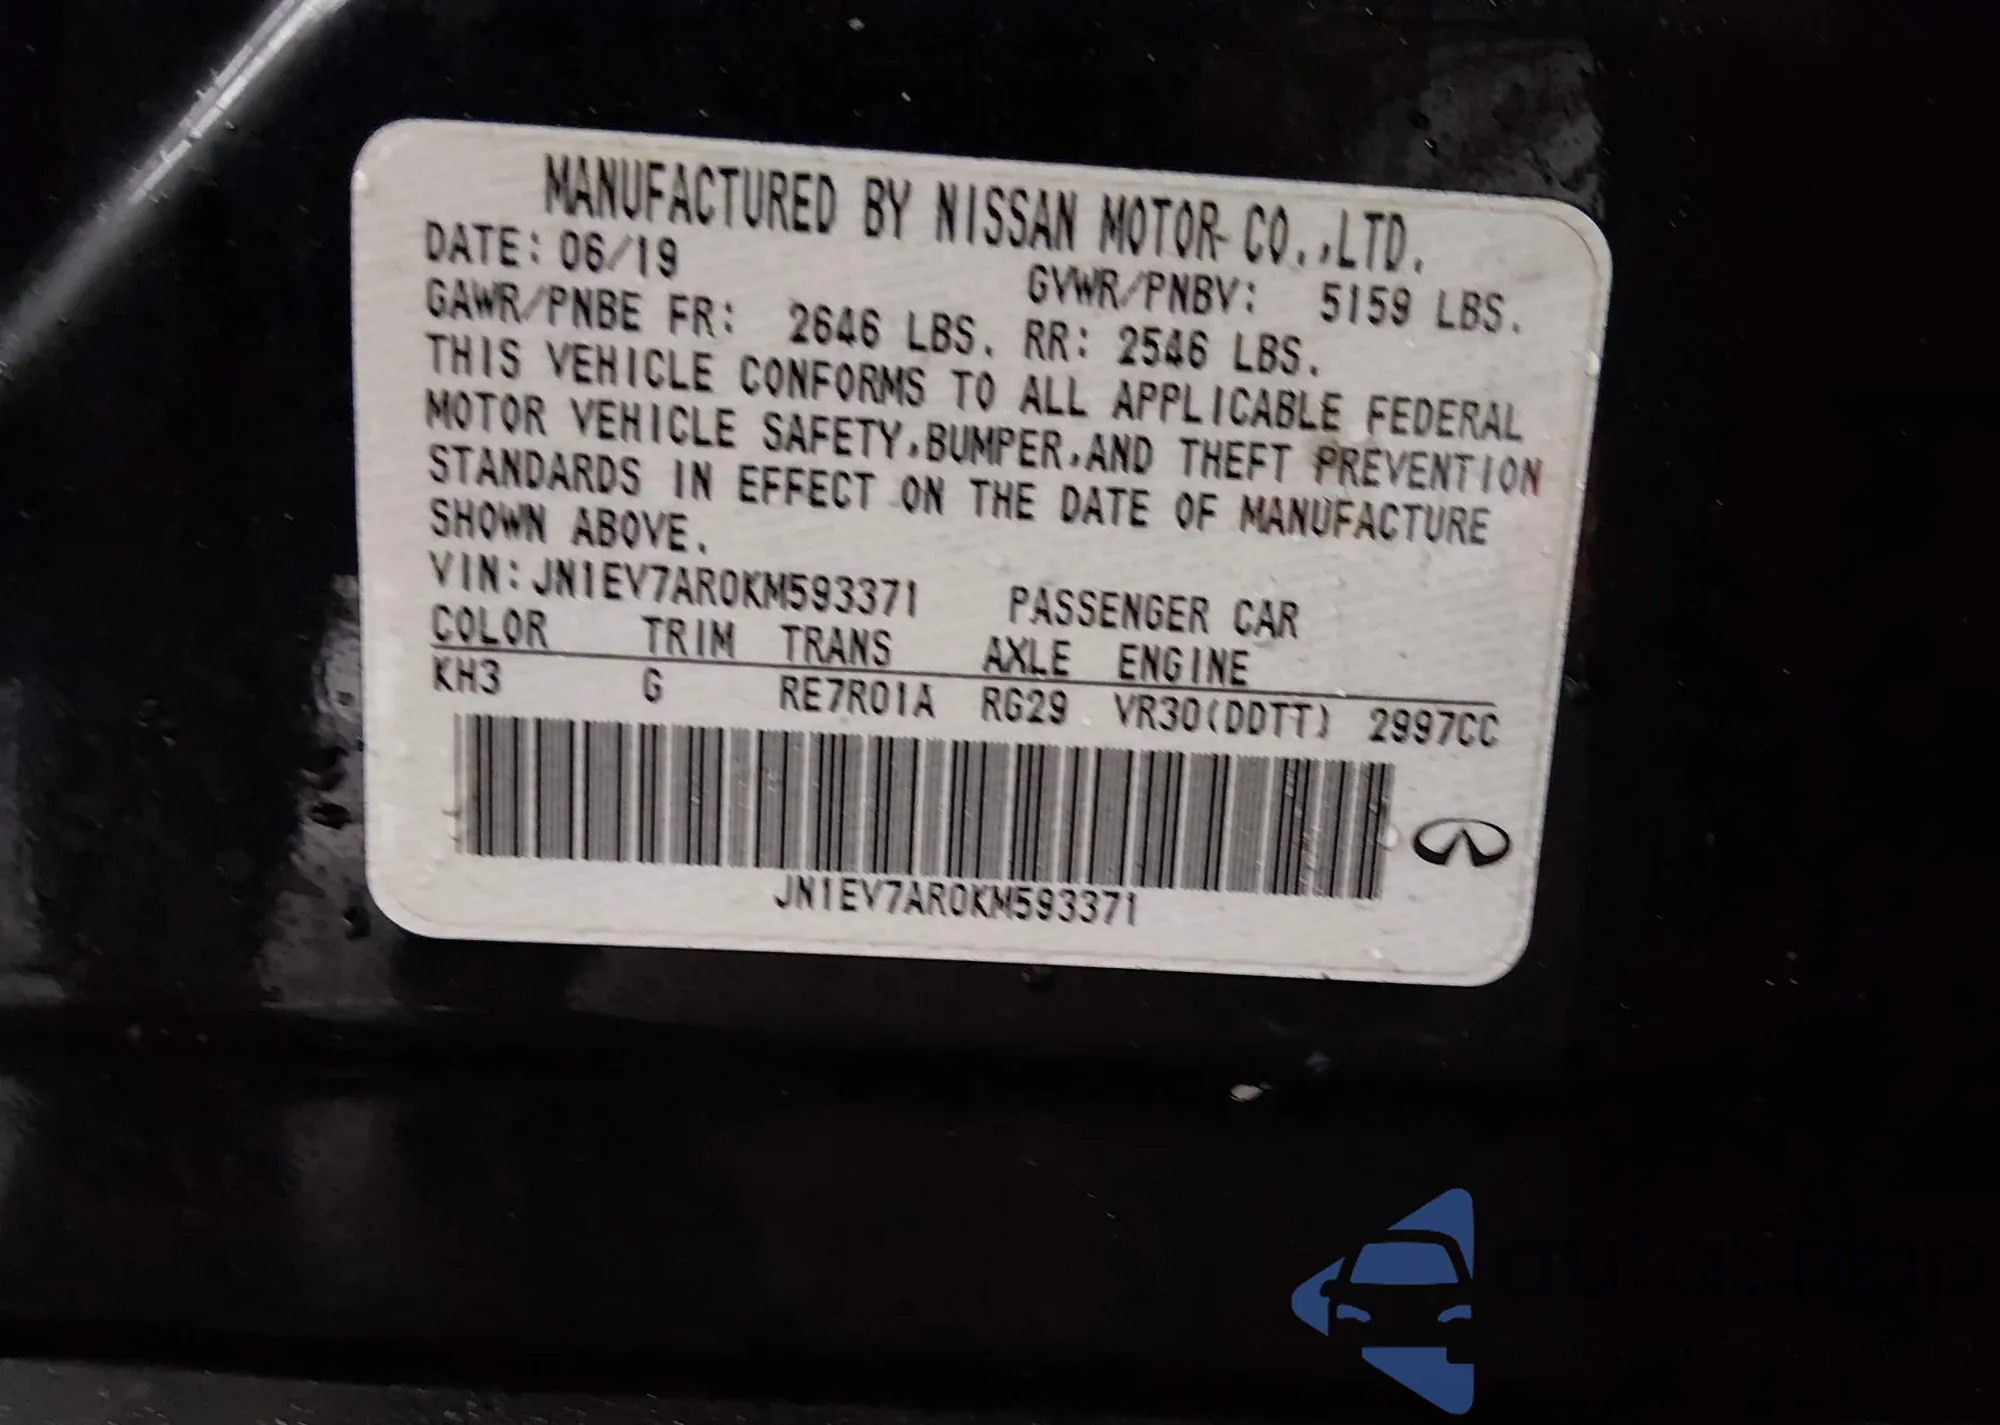 MANUFACTURED BY NISSAN MOTOR CO.,LTD.
DATE: 06/19 GVWR/PNBV: 5159 LBS.
GAWR/PNBE FR: 2646 LBS. RR: 2546 LBS.
THIS VEHICLE CONFORMS TO ALL APPLICABLE FEDERAL
MOTOR VEHICLE SAFETY,BUMPER,AND THEFT PREVENTION
STANDARDS IN EFFECT ON THE DATE OF MANUFACTURE
SHOWN ABOVE.
VIN:JN1EV7AR0KM593371 PASSENGER CAR
COLOR TRIM TRANS AXLE ENGINE
KH3 G RE7R01A RG29 VR30(DDTT) 2997CC
JN1EV7AR0KM593371